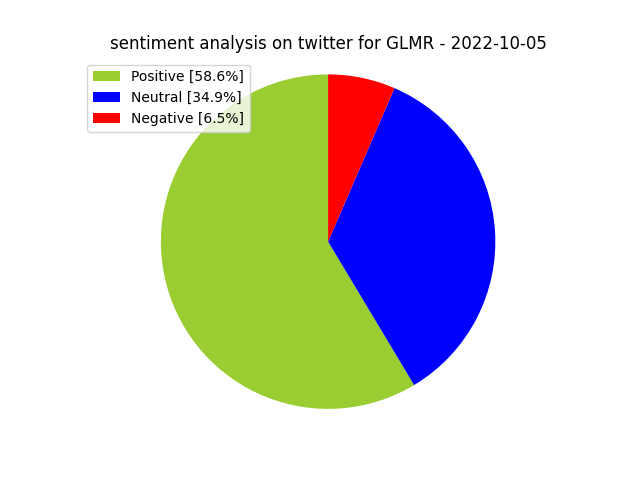 sentiment analysis on twitter for GLMR - 2022-10-05
Positive [58.6%]
Neutral [34.9%]
Negative [6.5%]